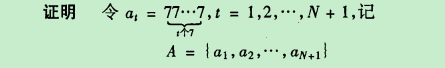 证明 令 a_t = 77⋯7, t = 1,2,⋯,N + 1,记
t个7
A = {a_1,a_2,⋯,a_{N+1}}